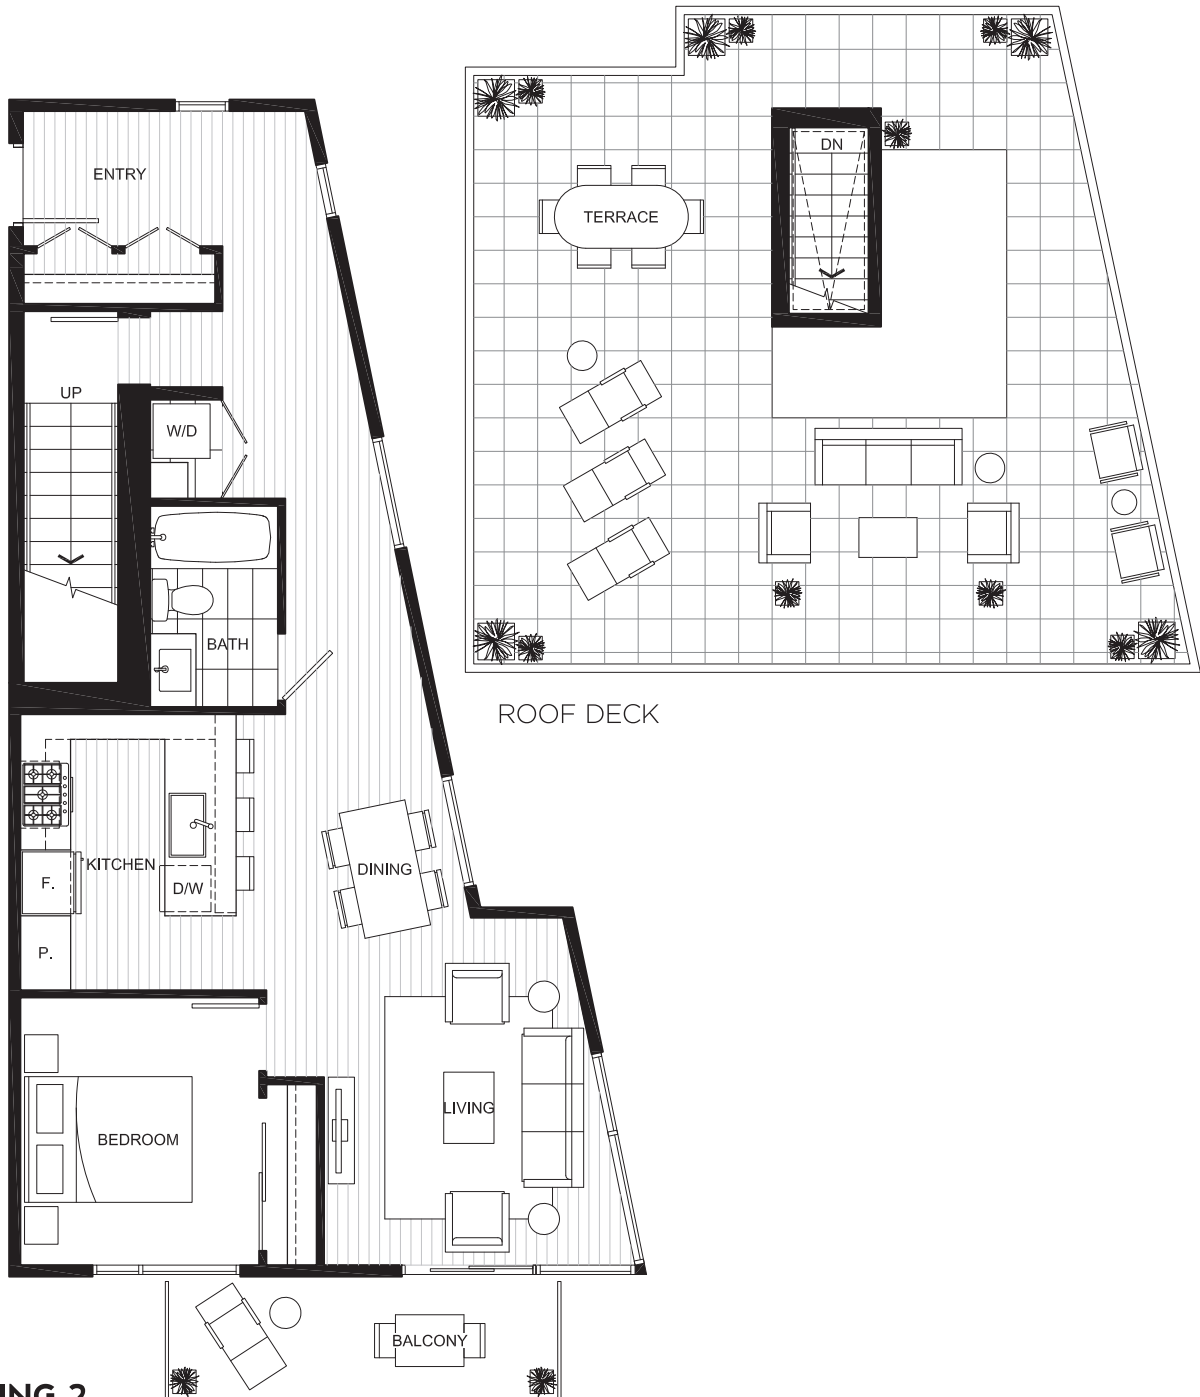 ENTRY
UP
W/D
BATH
KITCHEN
F.
D/W
P.
DINING
BEDROOM
LIVING
BALCONY
DN
TERRACE
ROOF DECK